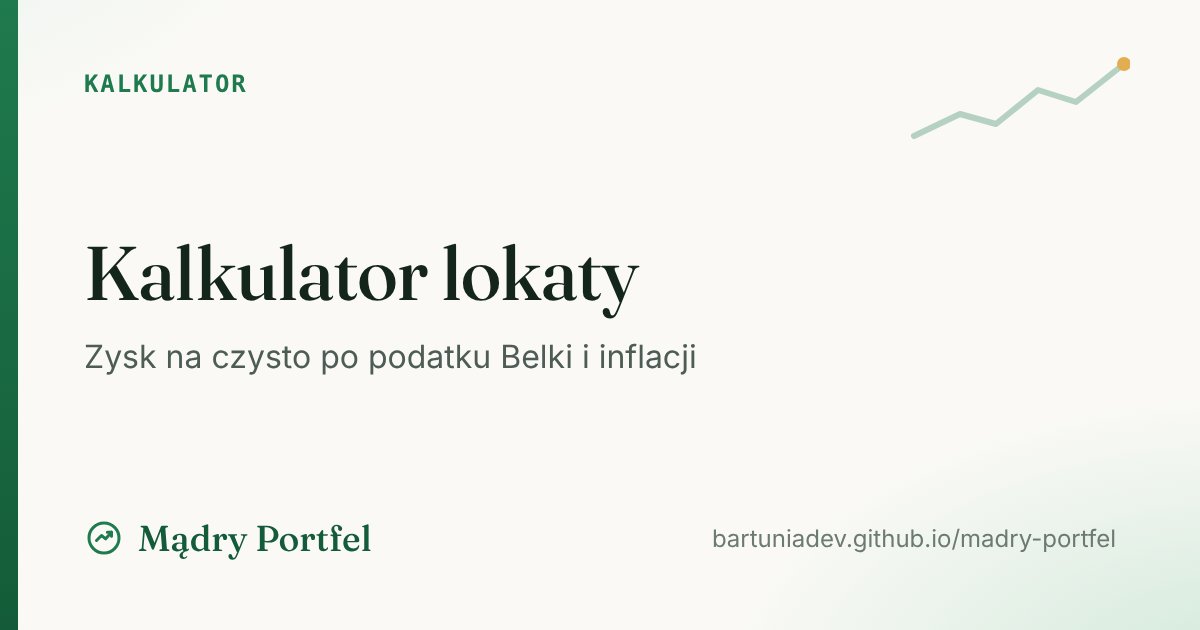 KALKULATOR
Kalkulator lokaty
Zysk na czysto po podatku Belki i inflacji
Mądry Portfel
bartuniadev.github.io/madry-portfel